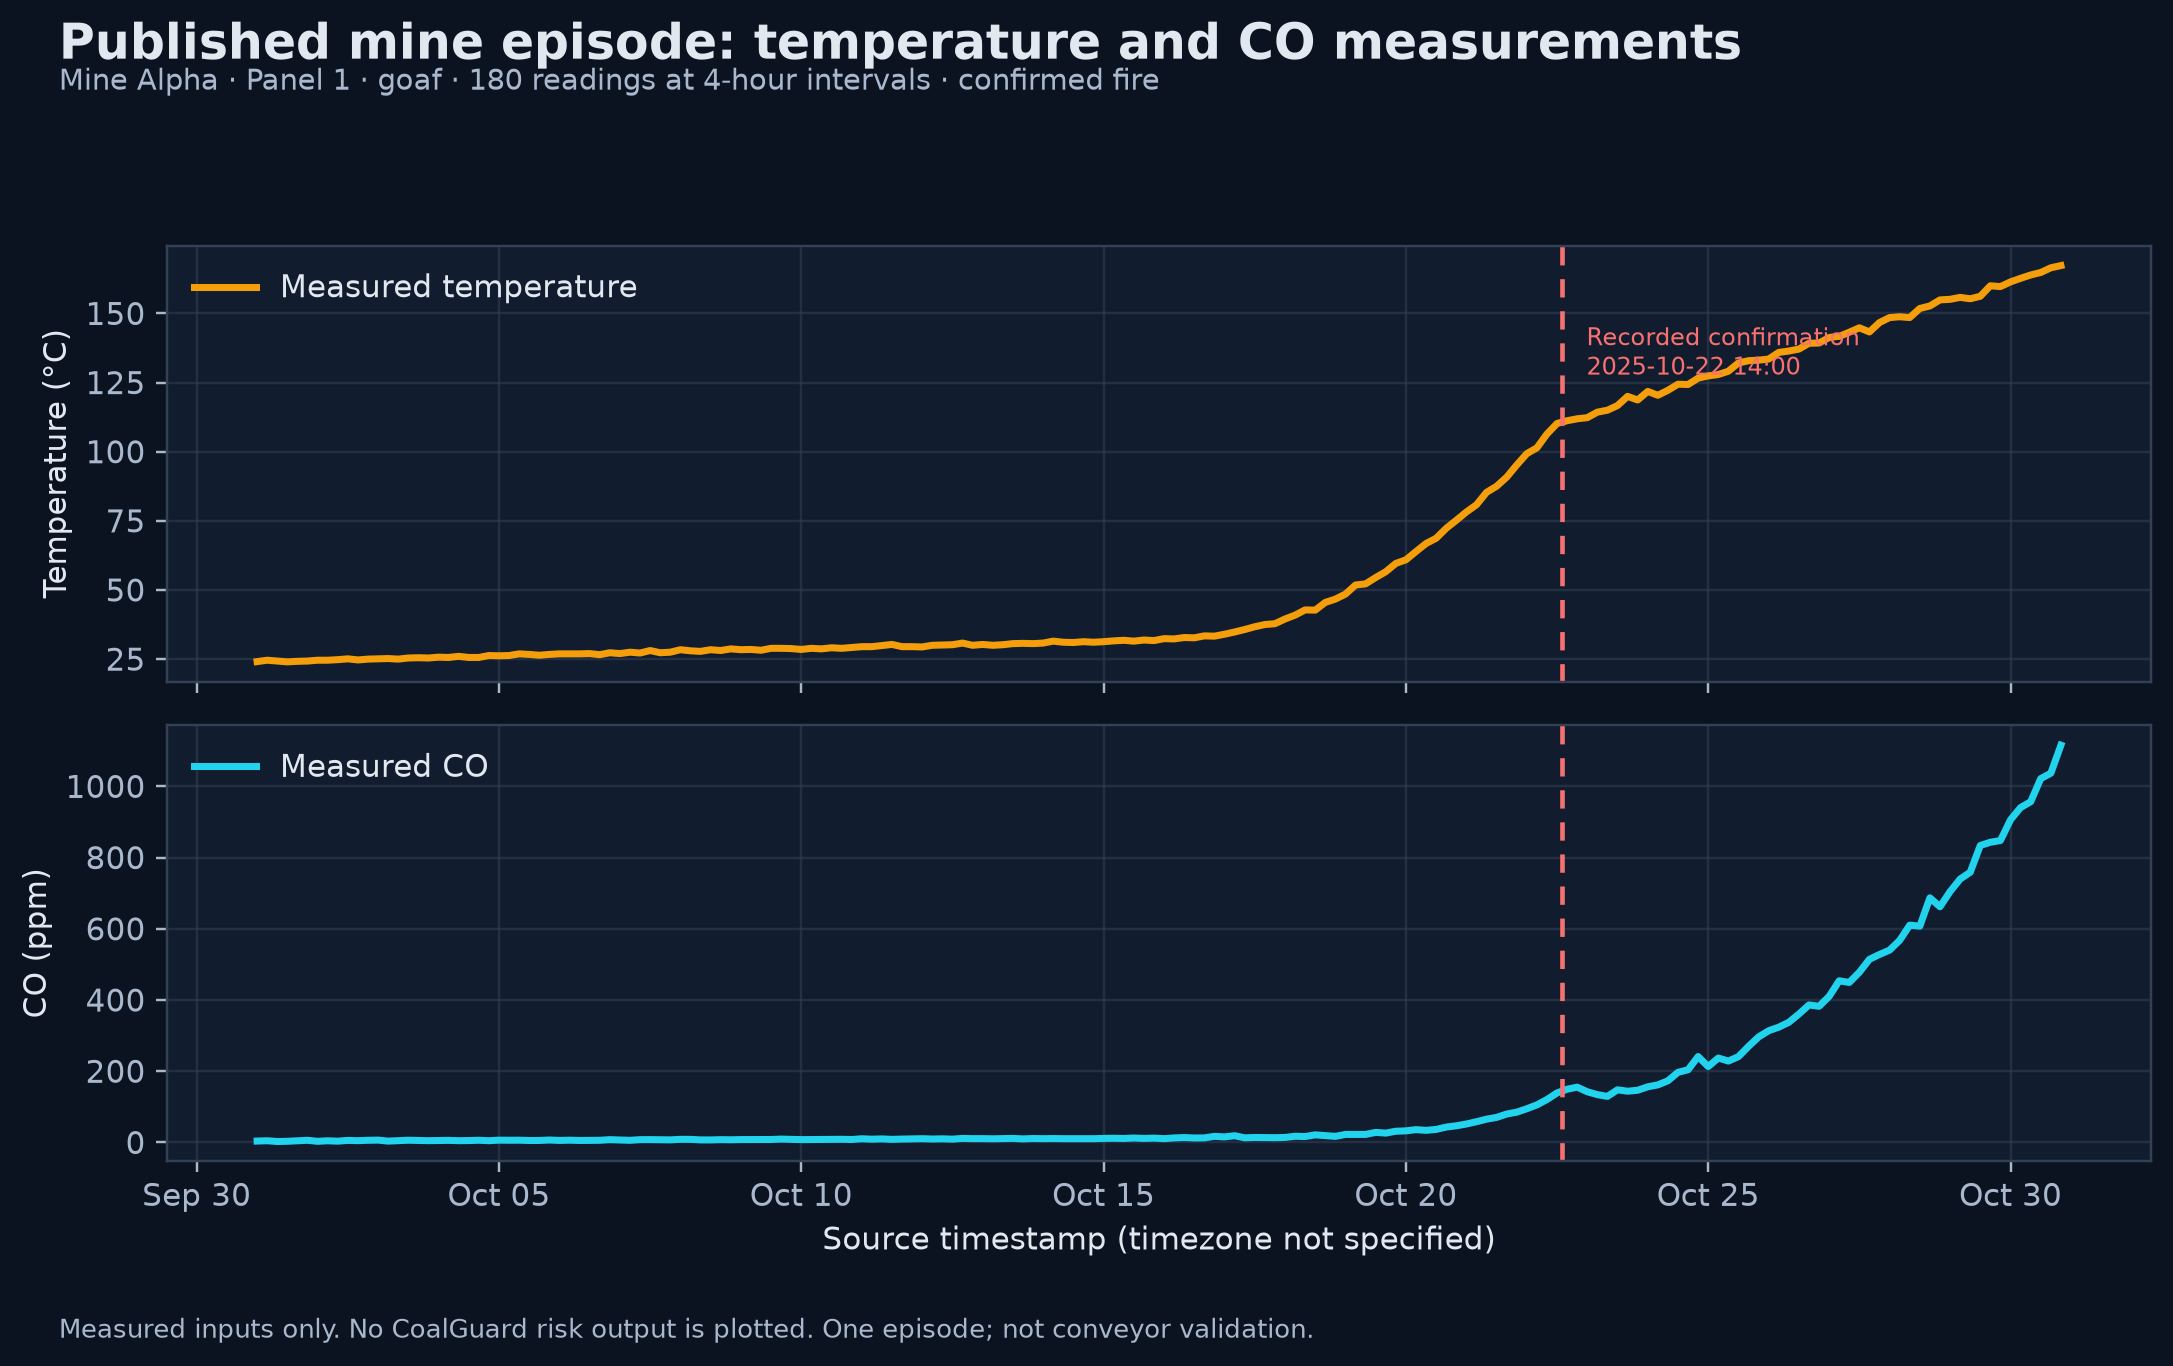 Published mine episode: temperature and CO measurements
Mine Alpha · Panel 1 · goaf · 180 readings at 4-hour intervals · confirmed fire
Measured temperature
150
125
100
75
50
25
Temperature (°C)
Recorded confirmation
2025-10-22 14:00
Measured CO
1000
800
600
400
200
0
CO (ppm)
Sep 30
Oct 05
Oct 10
Oct 15
Oct 20
Oct 25
Oct 30
Source timestamp (timezone not specified)
Measured inputs only. No CoalGuard risk output is plotted. One episode; not conveyor validation.